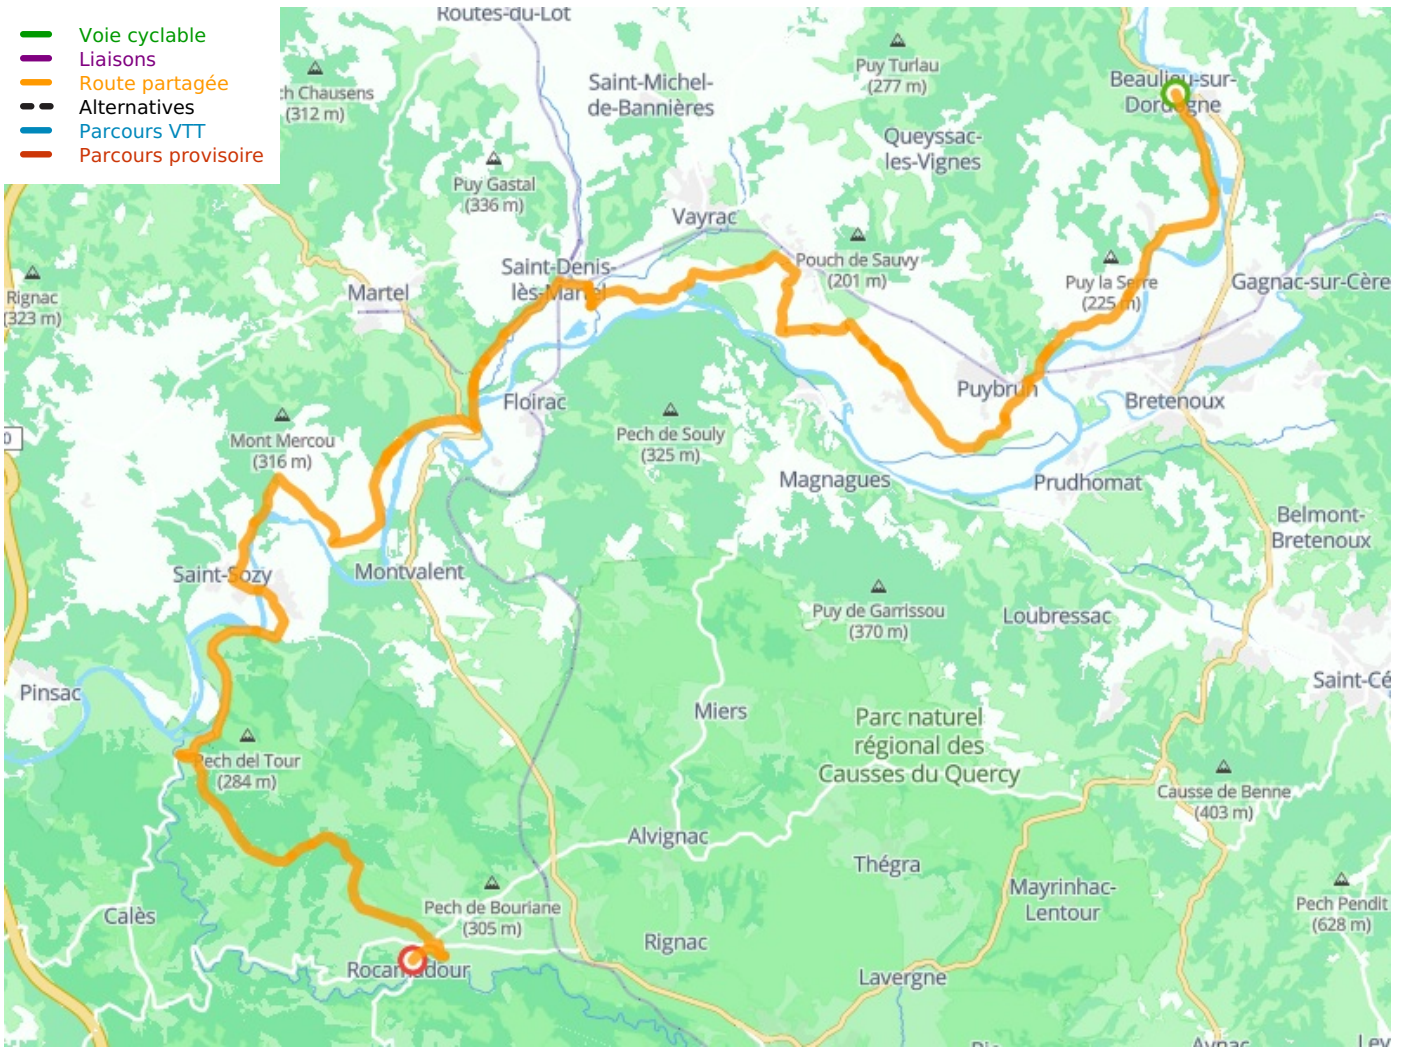 Voie cyclable
Liaisons
Route partagée
Alternatives
Parcours VTT
Parcours provisoire
Routes-du-Lot
ch Chausens
(312 m)
Saint-Michel-
de-Bannières
Puy Turlau
(277 m)
Beaulieu-sur-
Dordogne
Queyssac-
les-Vignes
Puy Gastal
(336 m)
Vayrac
Pouch de Sauvy
(201 m)
Rignac
(323 m)
Saint-Denis-
lès-Martel
Martel
Puy la Serre
(225 m)
Gagnac-sur-Cère
Floirac
Puybrun
Bretenoux
0
Mont Mercou
(316 m)
Pech de Souly
(325 m)
Magnagues
Prudhomat
Belmont-
Bretenoux
Saint-Sozy
Montvalent
Puy de Garrissou
(370 m)
Loubressac
Pinsac
Saint-Cé
Miers
Parc naturel
régional des
Causses du Quercy
Pech del Tour
(284 m)
Causse de Benne
(403 m)
Alvignac
Thégra
Mayrinhac-
Lentour
Pech de Bouriane
(305 m)
Pech Pendit
(628 m)
Calès
Rignac
Rocamadour
Lavergne
Aynac